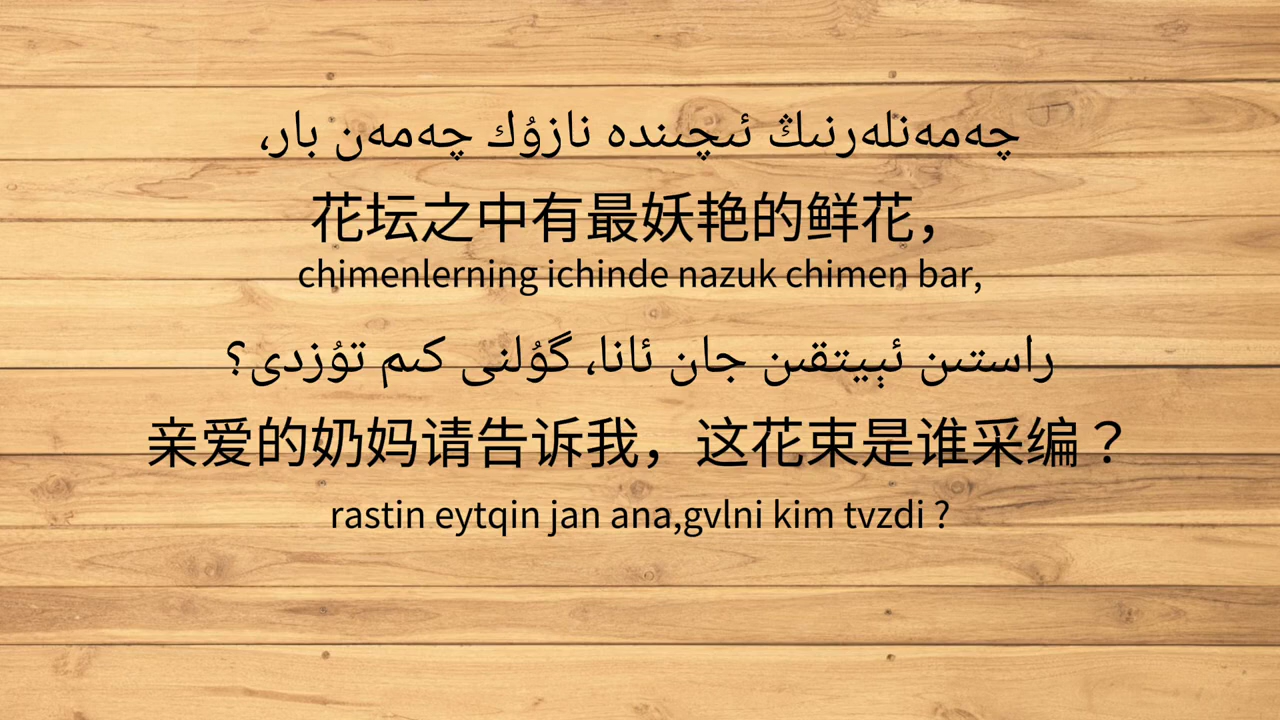 چەمەنلەرنىڭ ئىچىندە نازۇك چەمەن بار،
花坛之中有最妖艳的鲜花，
chimenlerning ichinde nazuk chimen bar,
راستىن ئېيتقىن جان ئانا، گۇلنى كىم تۇزدى؟
亲爱的奶妈请告诉我，这花束是谁采编？
rastin eytqin jan ana,gvlni kim tvzdi ?